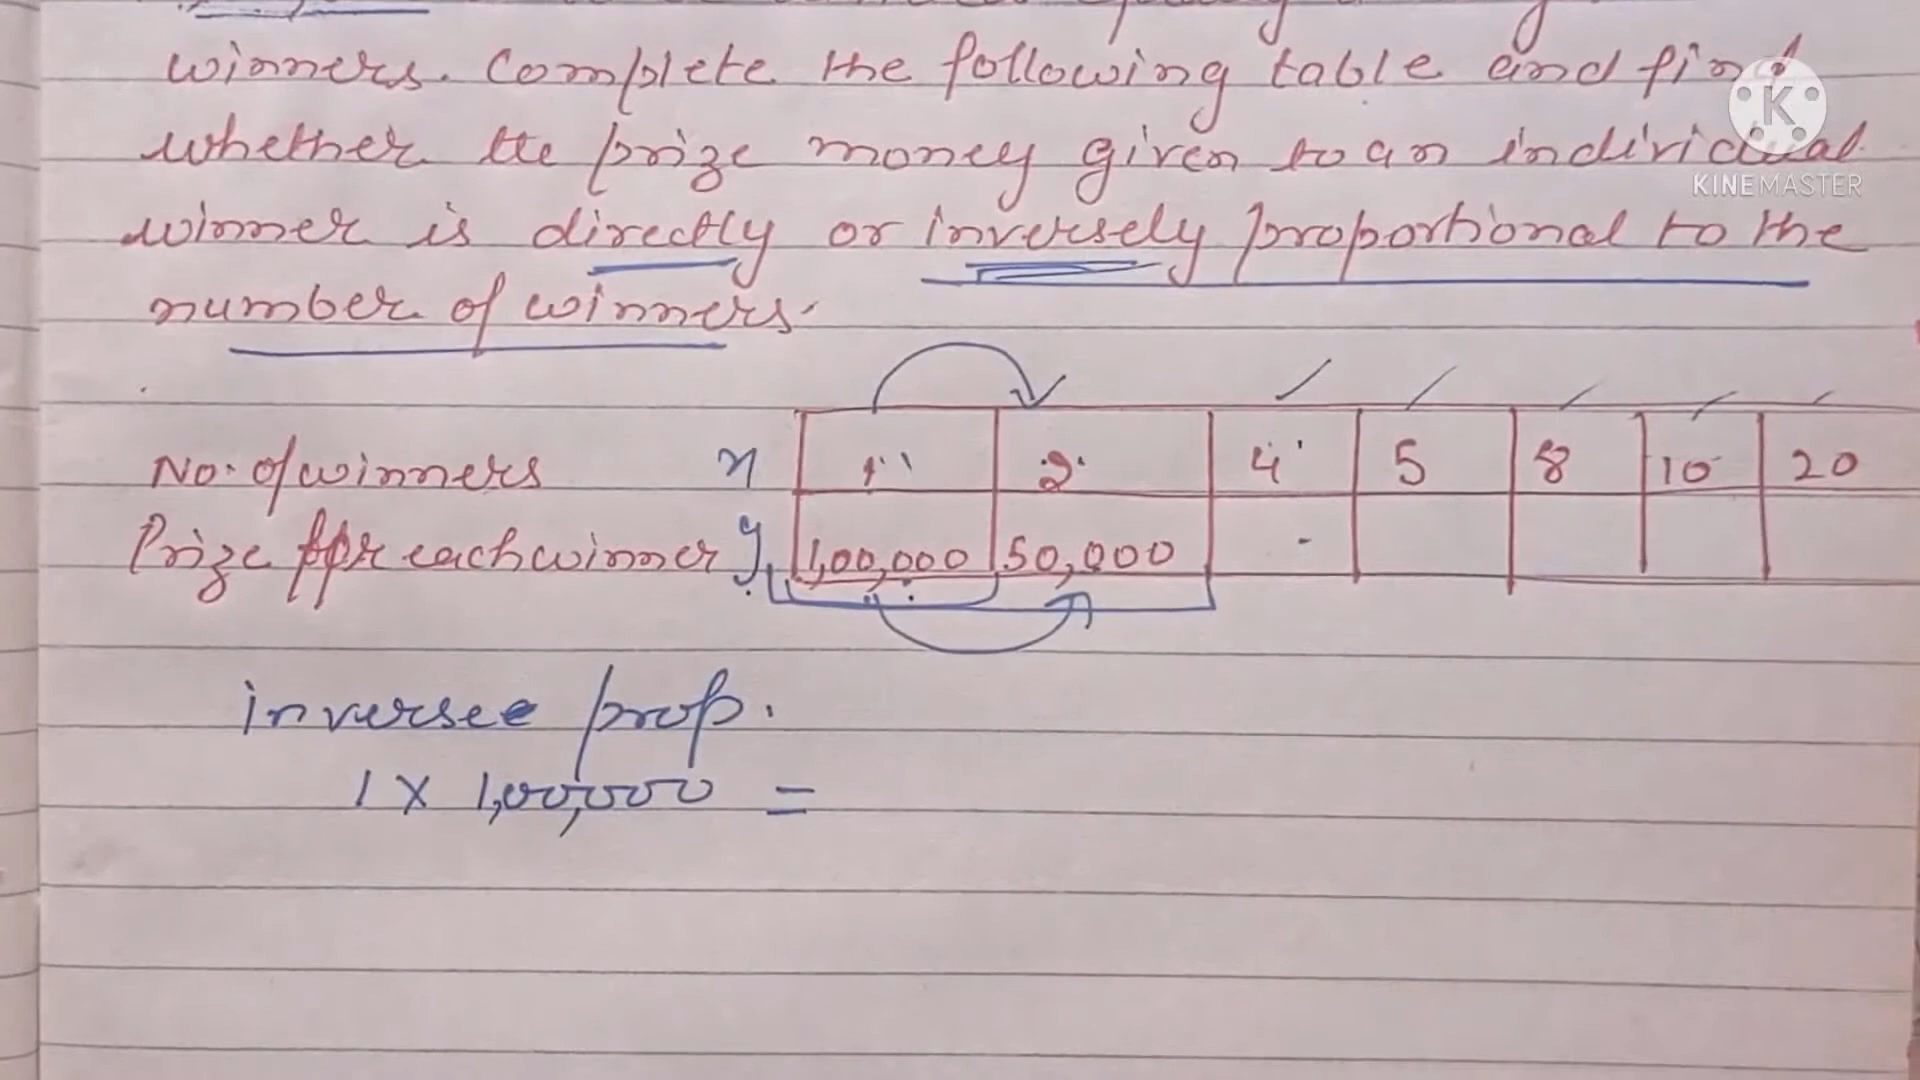 winners. Complete the following table and find
whether the prize money given to an individual
winner is directly or inversely proportional to the
number of winners.
No. of winners x 1 2 4 5 8 10 20
Prize for each winner y 1,00,000 50,000
inverse prop.
1 × 1,00,000 =
K
KINEMASTER